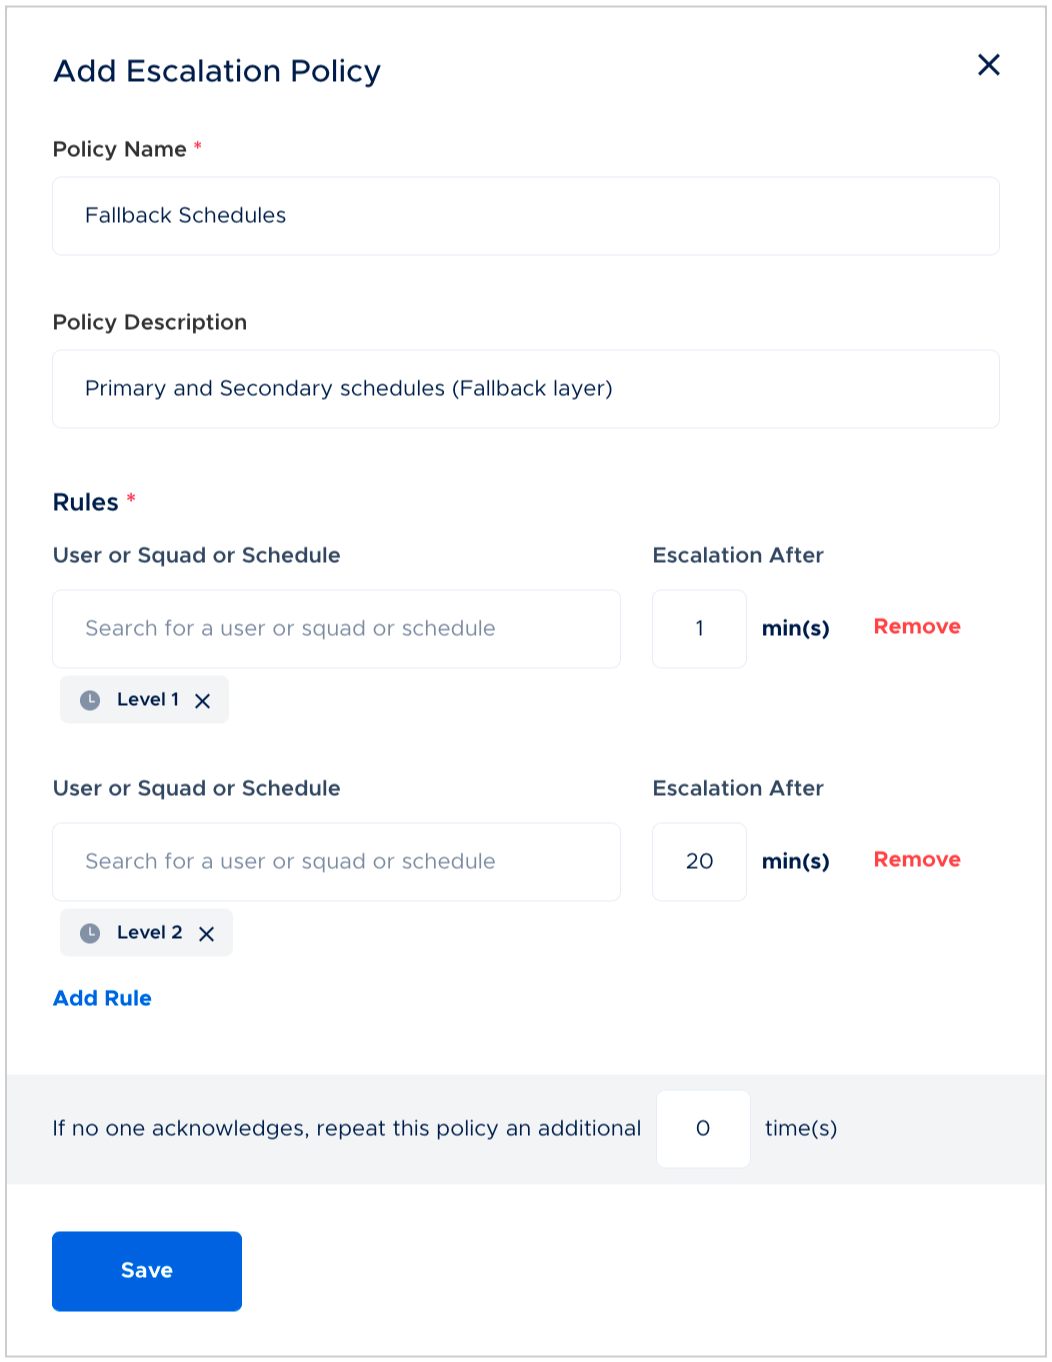 Add Escalation Policy
Policy Name *
Fallback Schedules
Policy Description
Primary and Secondary schedules (Fallback layer)
Rules *
User or Squad or Schedule Escalation After
Search for a user or squad or schedule 1 min(s) Remove
Level 1
User or Squad or Schedule Escalation After
Search for a user or squad or schedule 20 min(s) Remove
Level 2
Add Rule
If no one acknowledges, repeat this policy an additional 0 time(s)
Save